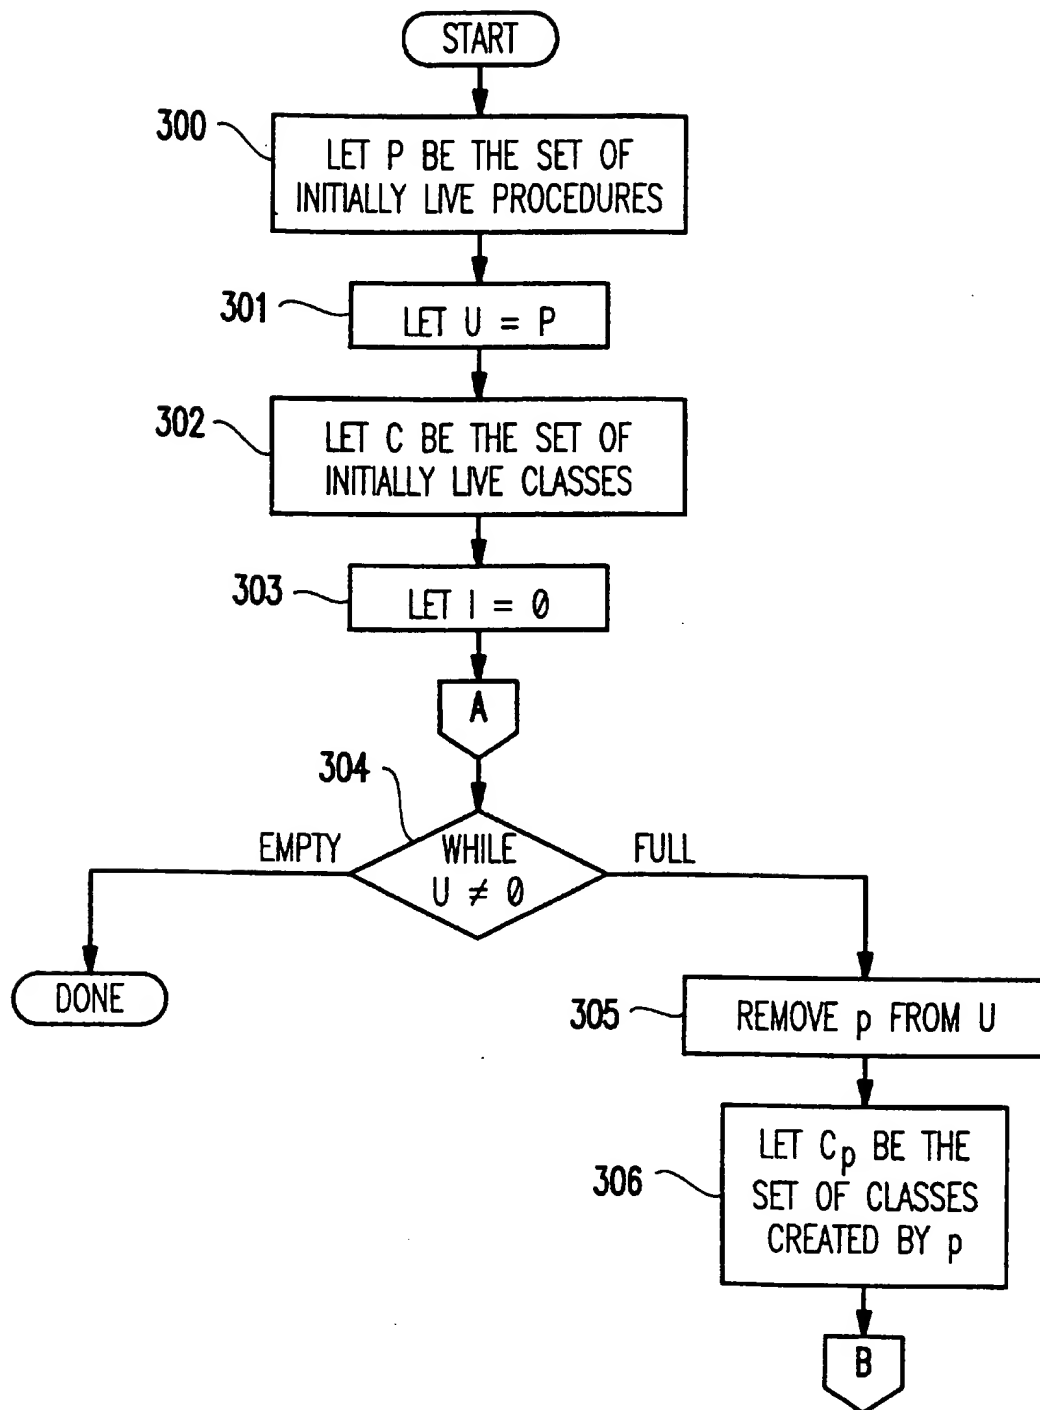 START
300
LET P BE THE SET OF
INITIALLY LIVE PROCEDURES
301
LET U = P
302
LET C BE THE SET OF
INITIALLY LIVE CLASSES
303
LET I = 0
A
304
EMPTY
WHILE
U ≠ 0
FULL
DONE
305
REMOVE p FROM U
306
LET Cp BE THE
SET OF CLASSES
CREATED BY p
B